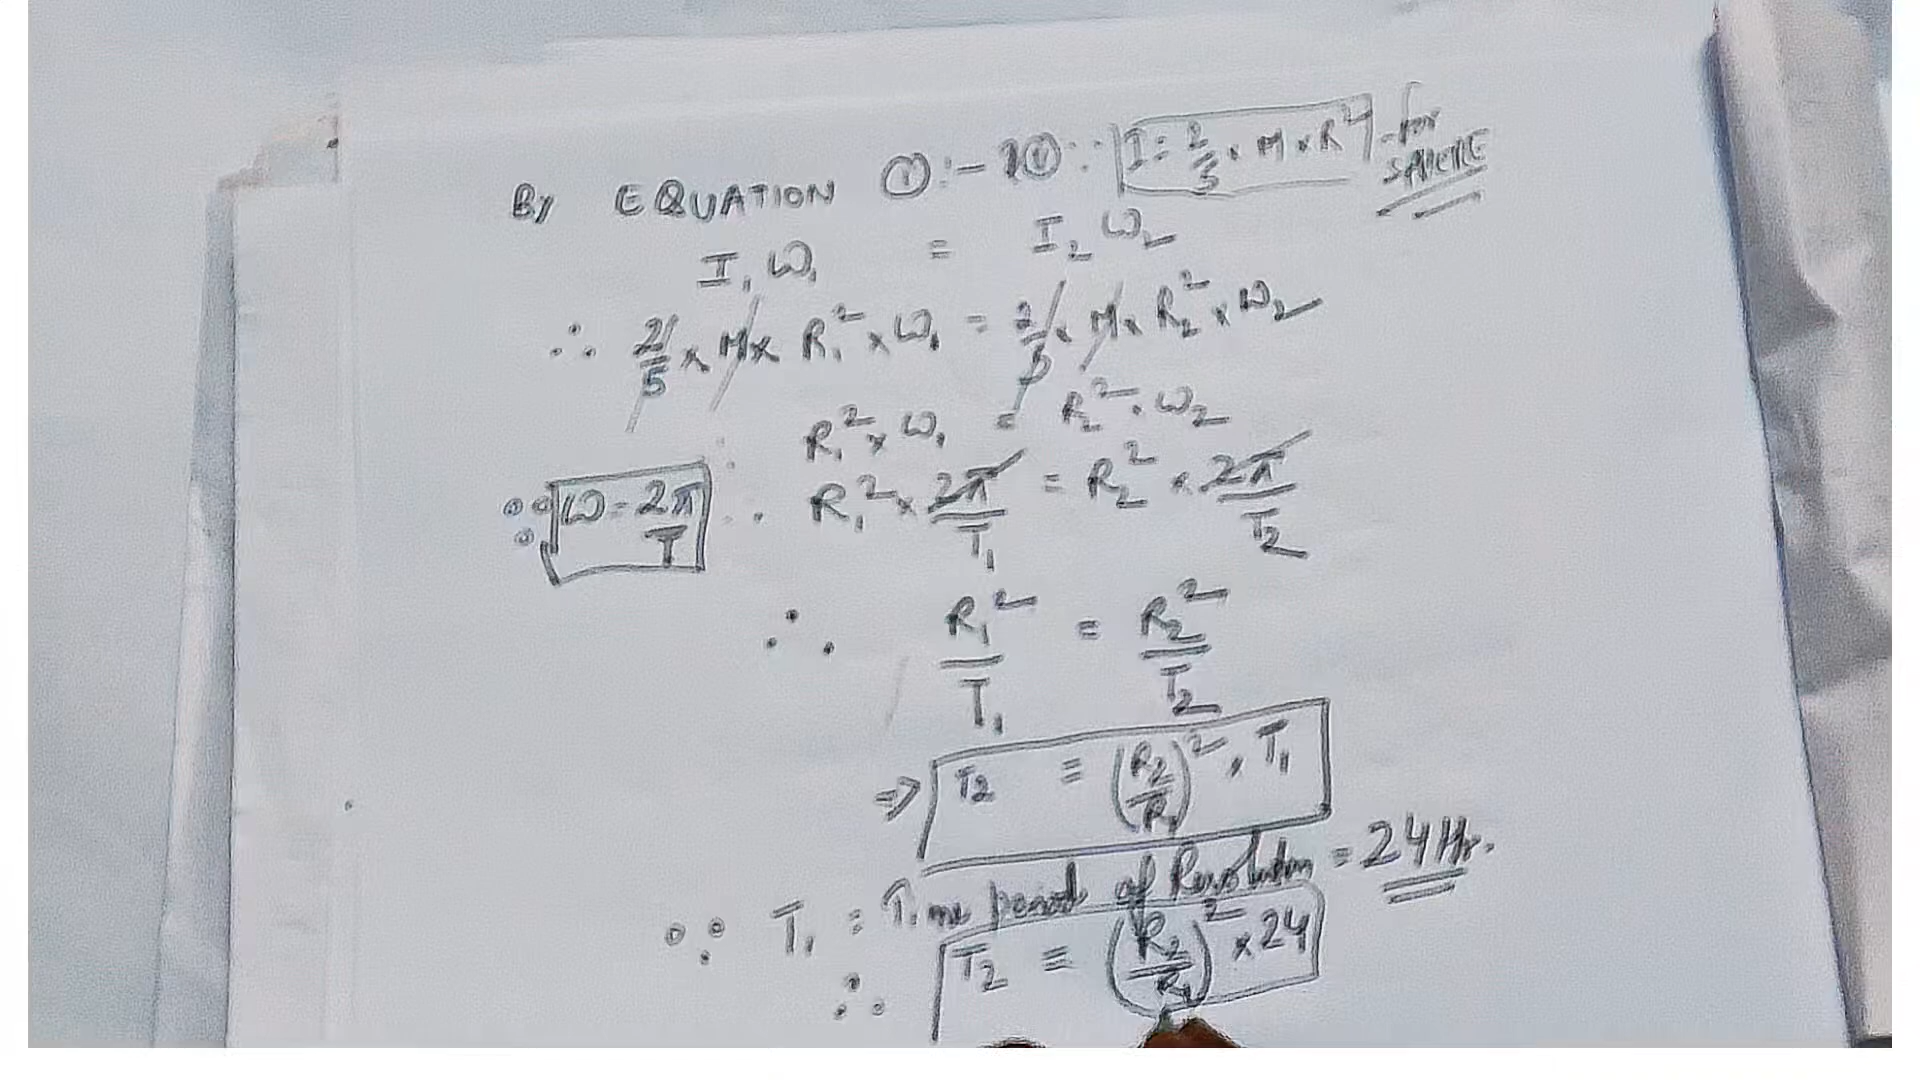 By EQUATION ① :- ∵ I = 2/5 × M × R² - for SPHERE
I₁ω₁ = I₂ω₂
∴ 2/5 × M × R₁² × ω₁ = 2/5 × M × R₂² × ω₂
R₁² × ω₁ = R₂² · ω₂
∵ ω = 2π/T ∴ R₁² × 2π/T₁ = R₂² × 2π/T₂
∴ R₁²/T₁ = R₂²/T₂
⇒ T₂ = (R₂/R₁)² · T₁
∵ T₁ = Time period of Revolution = 24 Hr.
∴ T₂ = (R₂/R₁)² × 24